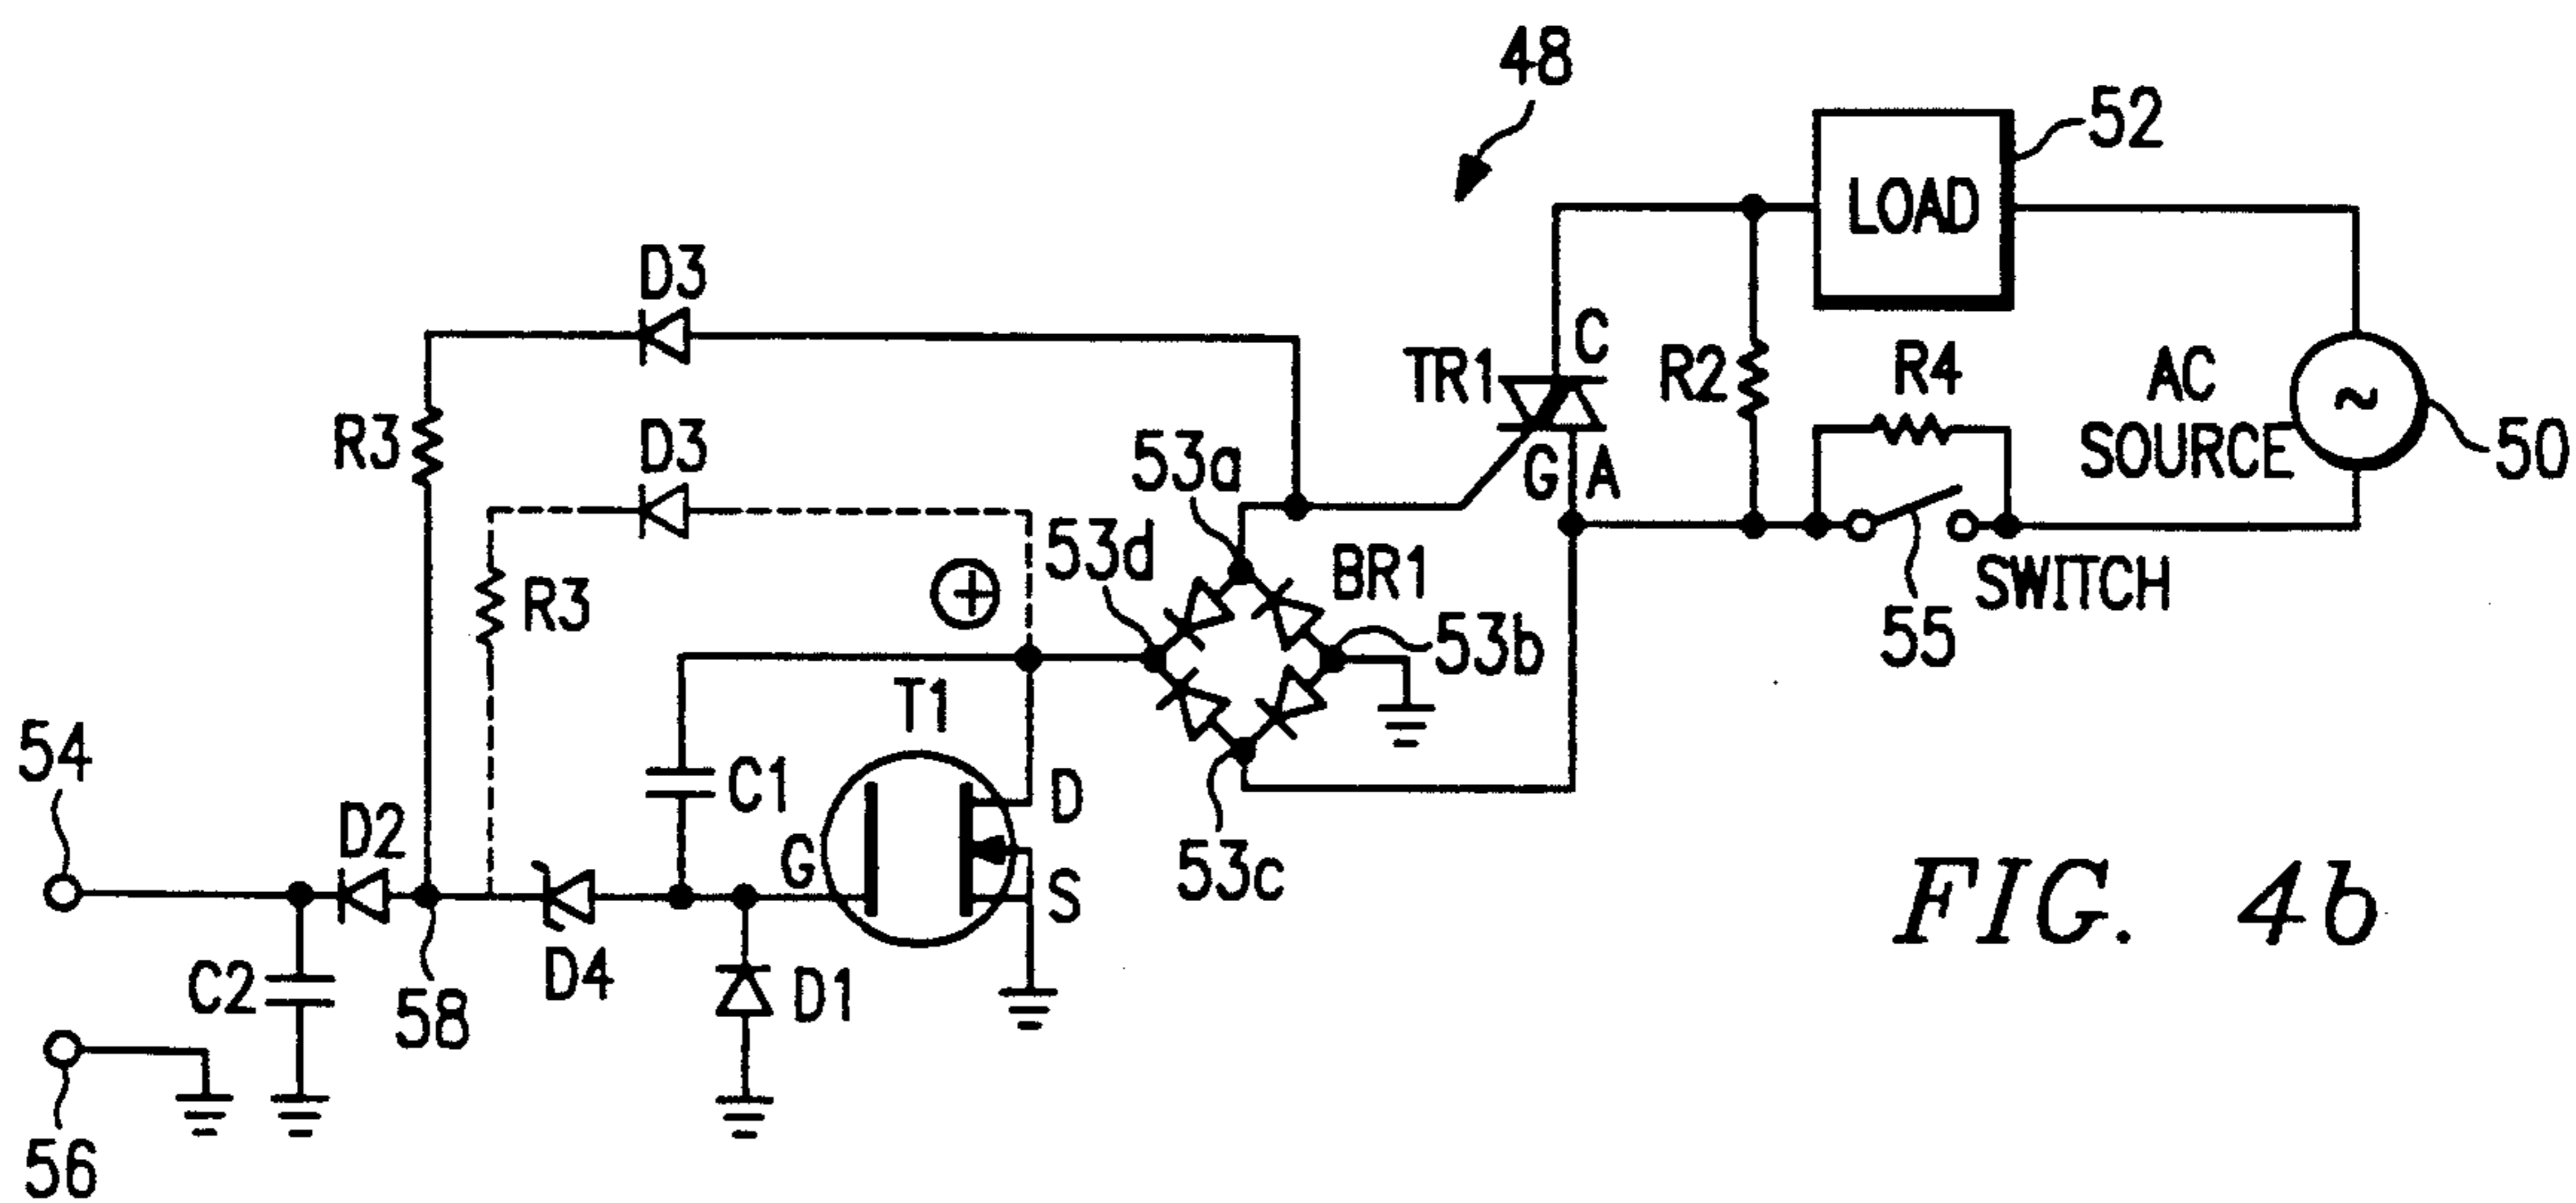 48
52
LOAD
D3
C
TR1
R2
R4
AC
SOURCE
~
50
R3
D3
53a
G
A
53d
BR1
SWITCH
55
R3
+
53b
T1
54
C1
D
D2
G
S
53c
FIG. 4b
C2
58
D4
D1
56